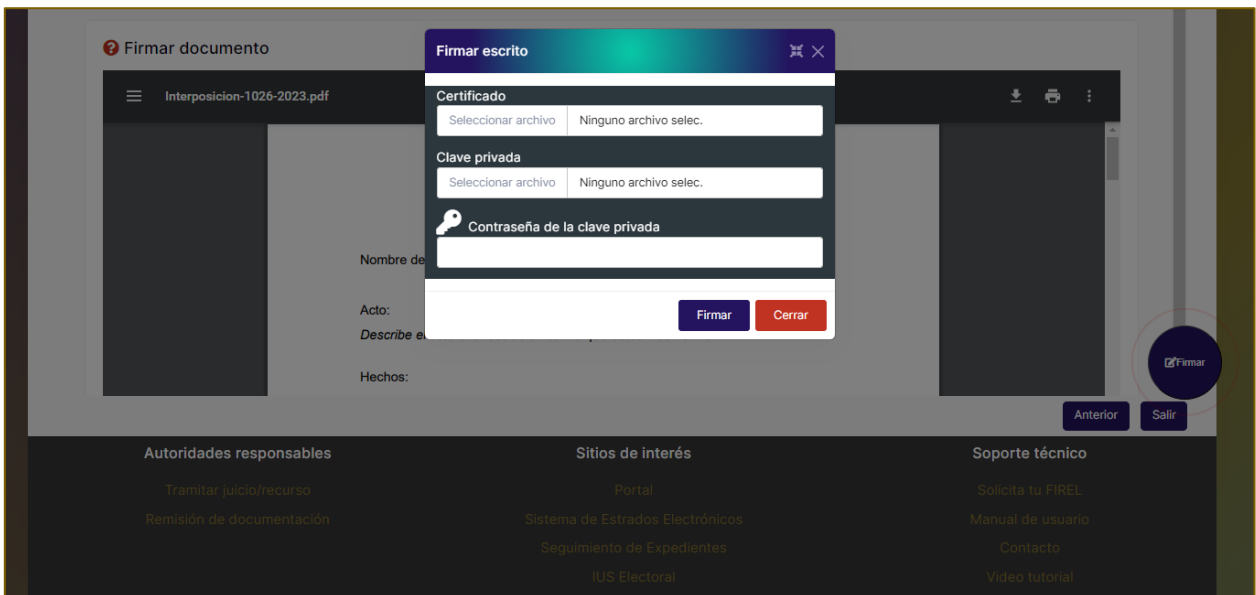 Firmar documento
Firmar escrito
Interposicion-1026-2023.pdf
Certificado
Seleccionar archivo
Ninguno archivo selec.
Clave privada
Seleccionar archivo
Ninguno archivo selec.
Contraseña de la clave privada
Nombre de
Acto:
Firmar
Cerrar
Describe e
Hechos:
Firmar
Anterior
Salir
Autoridades responsables
Sitios de interés
Soporte técnico
Tramitar juicio/recurso
Portal
Solicita tu FIREL
Remisión de documentación
Sistema de Estrados Electrónicos
Manual de usuario
Seguimiento de Expedientes
Contacto
IUS Electoral
Video tutorial